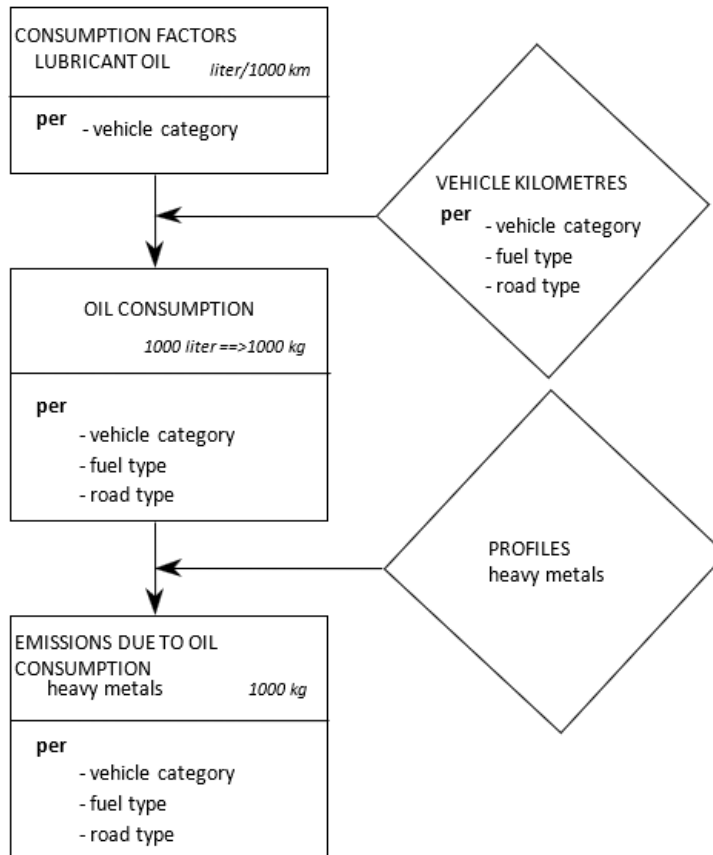 CONSUMPTION FACTORS
LUBRICANT OIL liter/1000 km
per - vehicle category
VEHICLE KILOMETRES
per - vehicle category
- fuel type
- road type
OIL CONSUMPTION
1000 liter ==>1000 kg
per
- vehicle category
- fuel type
- road type
PROFILES
heavy metals
EMISSIONS DUE TO OIL
CONSUMPTION
heavy metals 1000 kg
per
- vehicle category
- fuel type
- road type